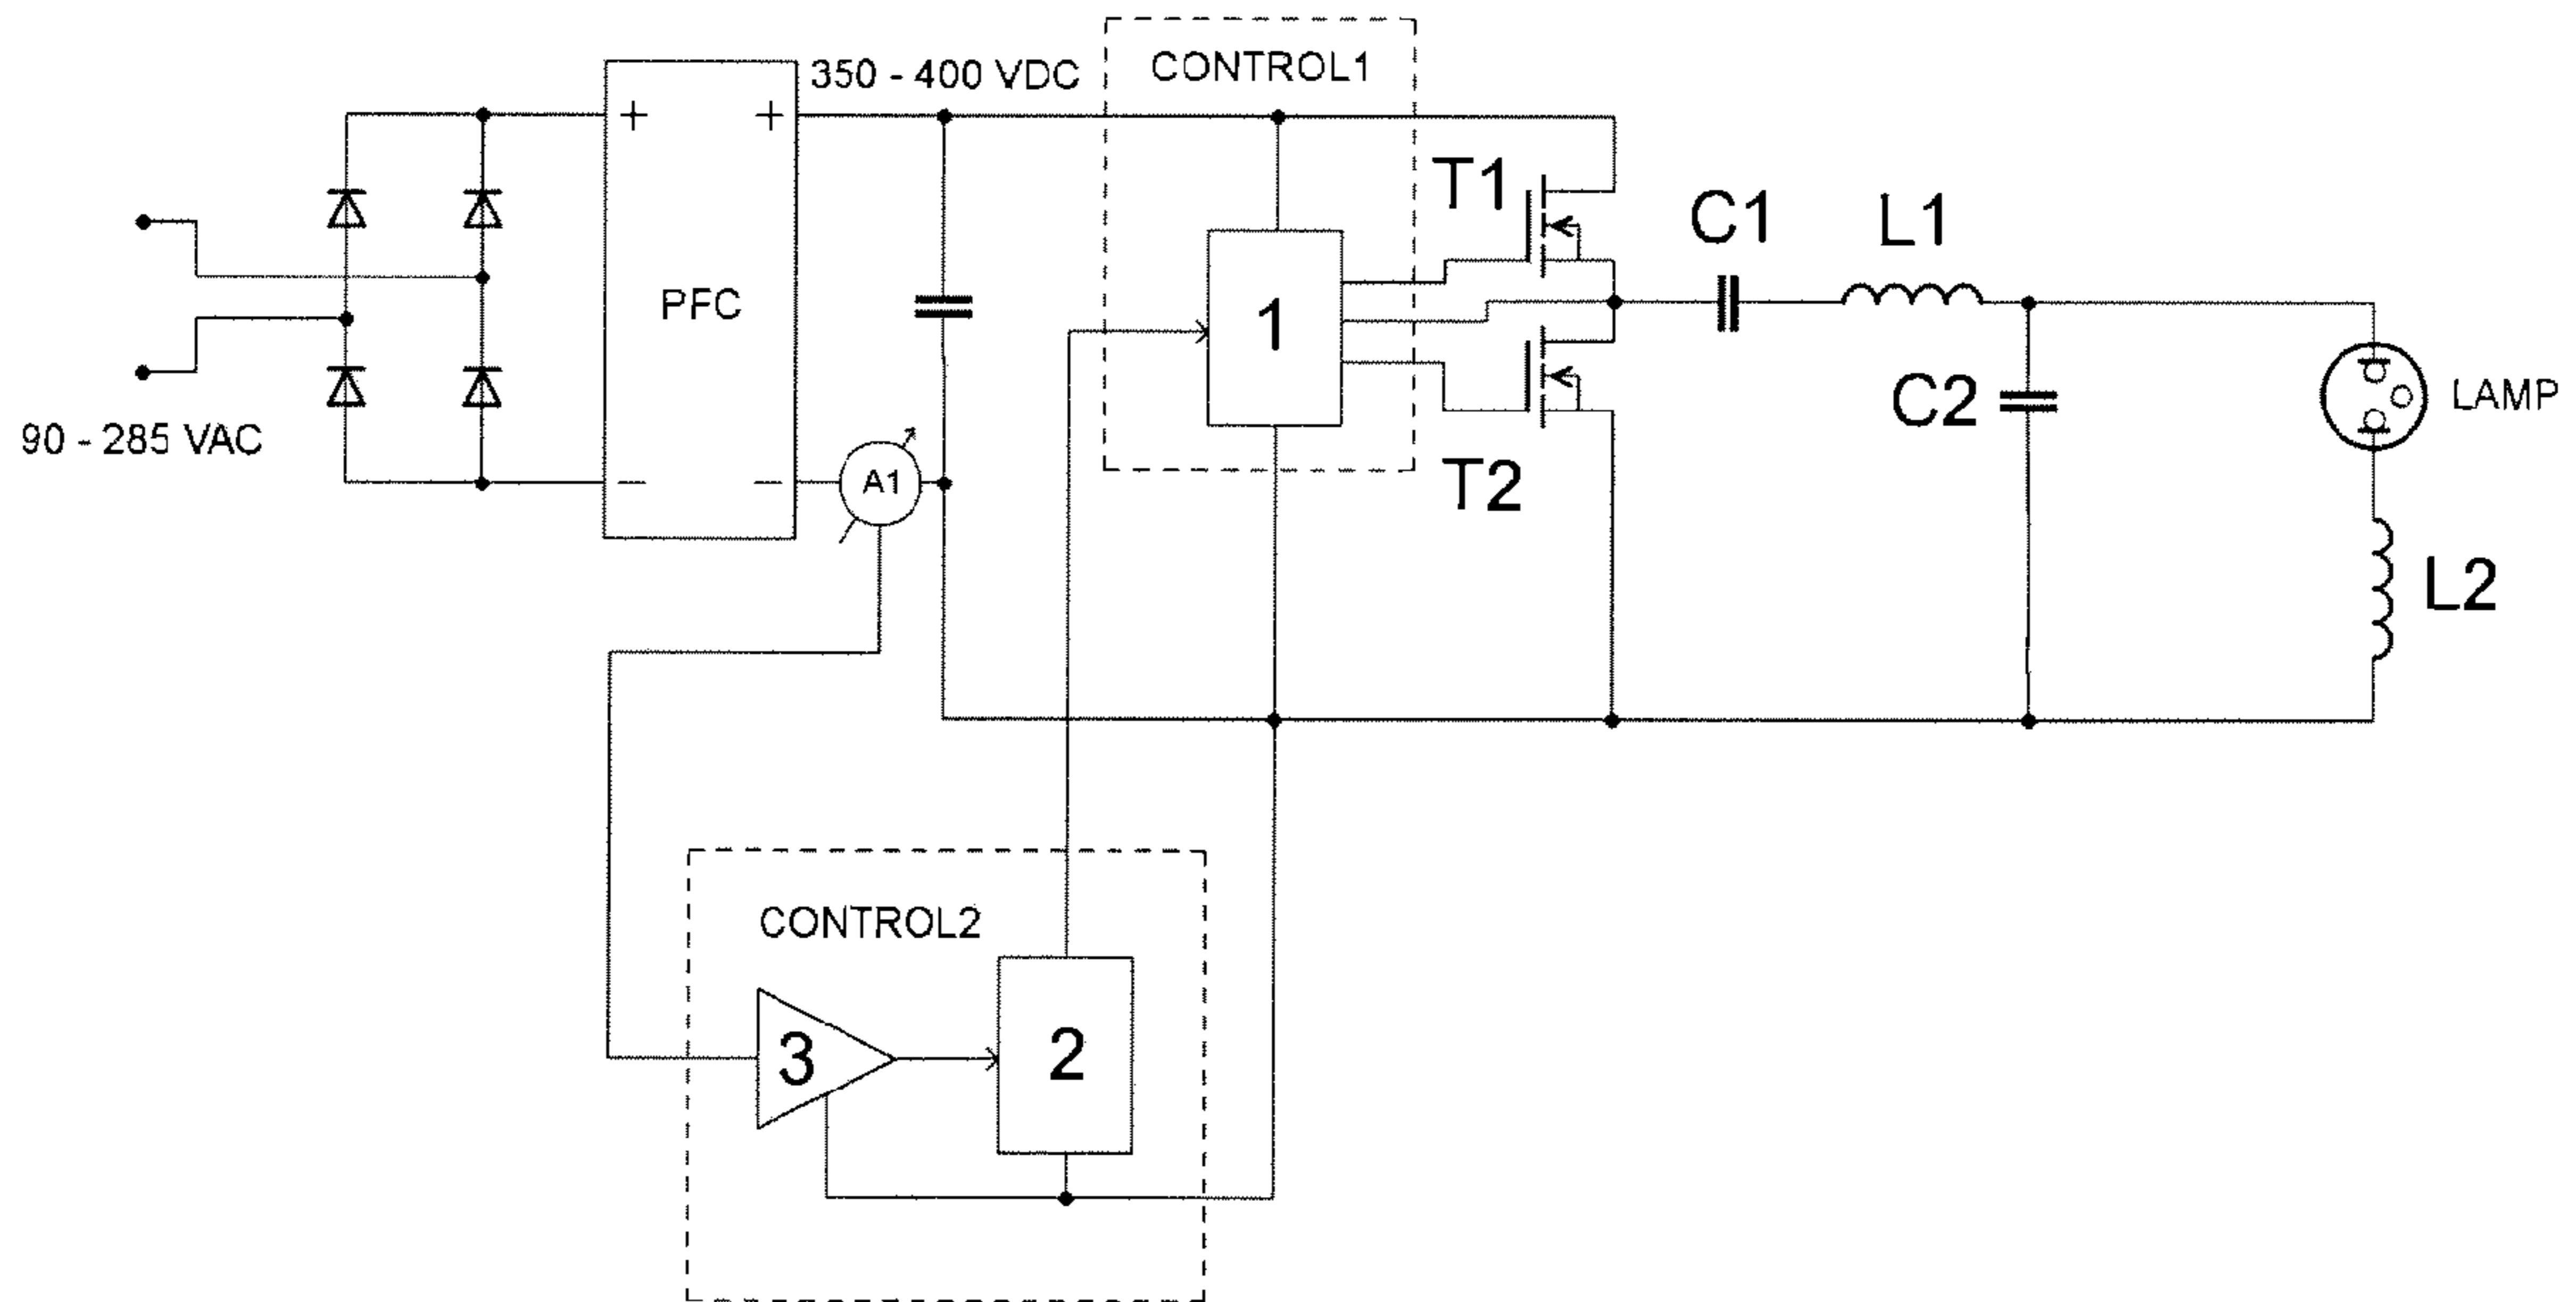 350 - 400 VDC
CONTROL1
T1
C1
L1
+
+
PFC
1
C2
LAMP
90 - 285 VAC
−
−
A1
T2
L2
CONTROL2
3
2